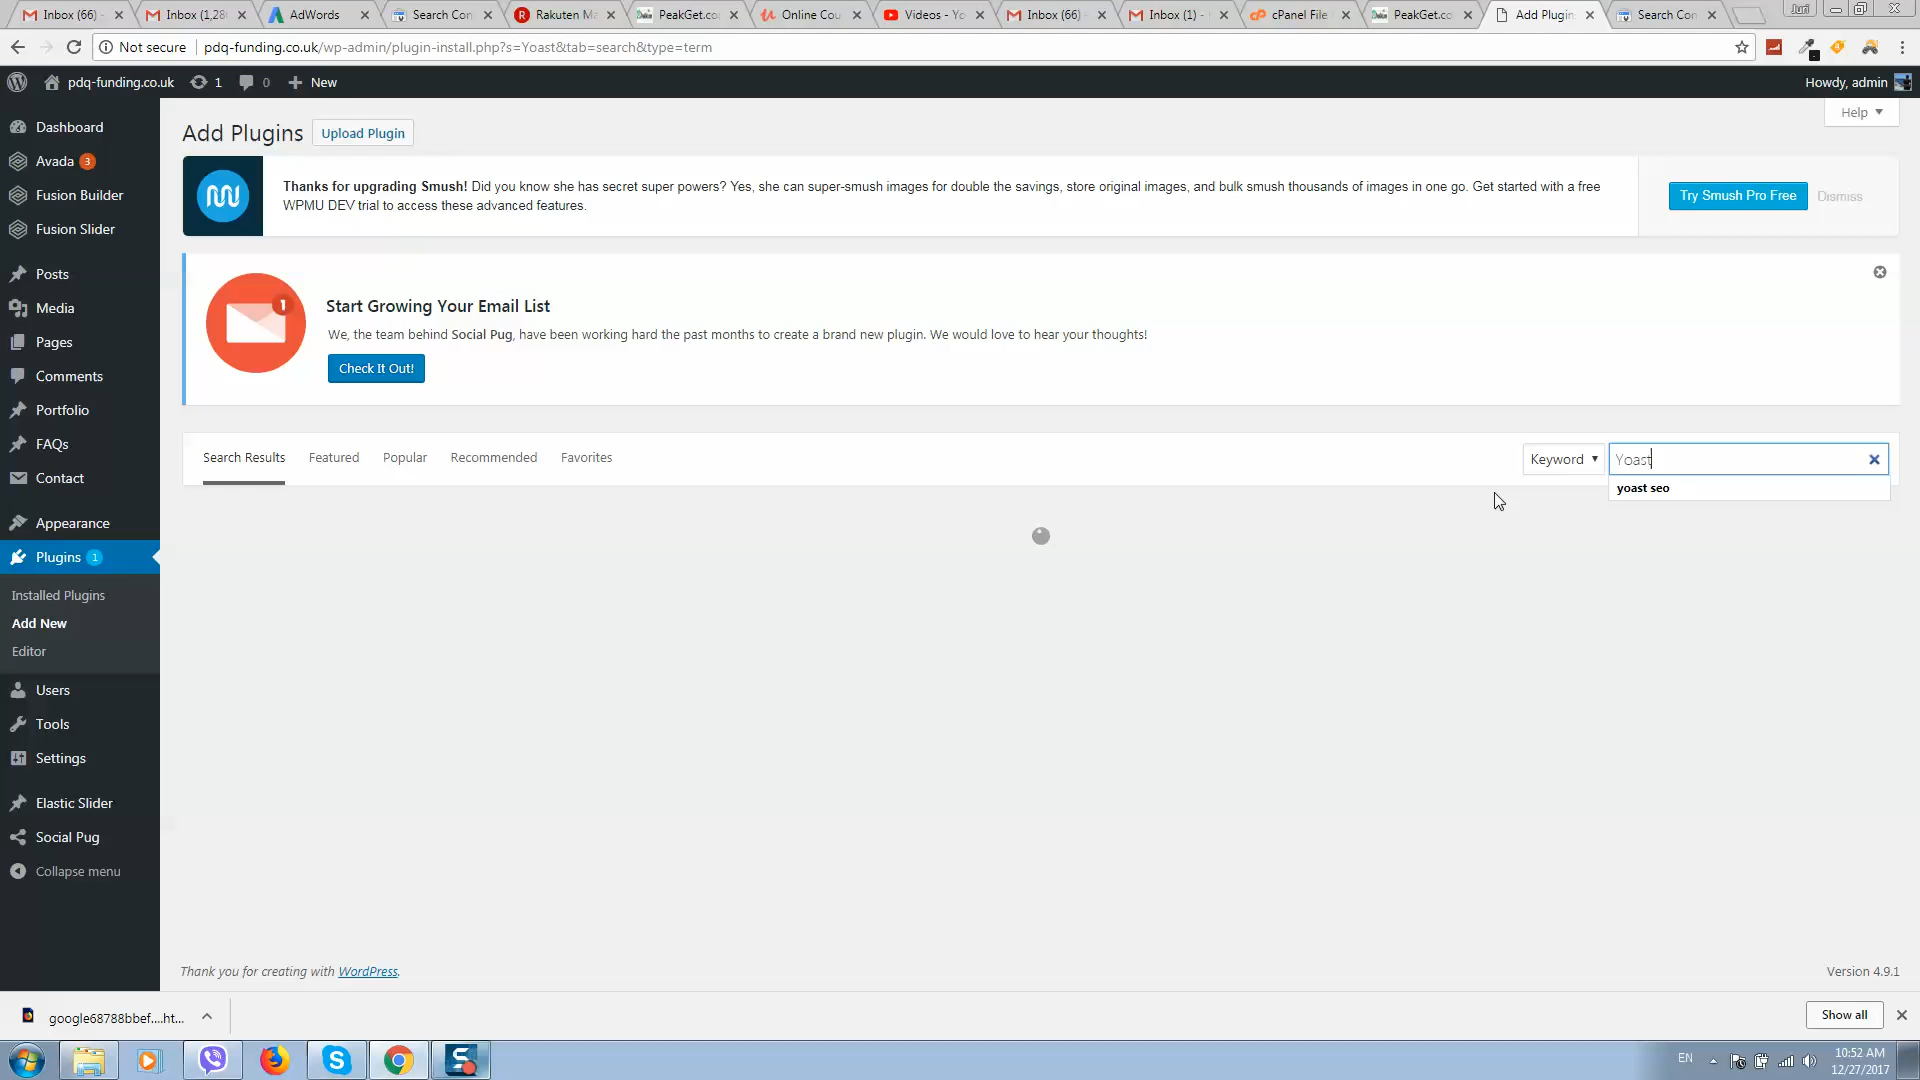 Inbox (66) -
Inbox (1,28
AdWords
Search Con
Rakuten Ma
PeakGet.co
Online Cou
Videos - Yo
Inbox (66)
Inbox (1) -
cPanel File
PeakGet.co
Add Plugin
Search Con
Juri
Not secure
pdq-funding.co.uk/wp-admin/plugin-install.php?s=Yoast&tab=search&type=term
pdq-funding.co.uk
1
0
New
Howdy, admin
Dashboard
Avada 3
Fusion Builder
Fusion Slider
Posts
Media
Pages
Comments
Portfolio
FAQs
Contact
Appearance
Plugins 1
Installed Plugins
Add New
Editor
Users
Tools
Settings
Elastic Slider
Social Pug
Collapse menu
Help
Add Plugins
Upload Plugin
Thanks for upgrading Smush! Did you know she has secret super powers? Yes, she can super-smush images for double the savings, store original images, and bulk smush thousands of images in one go. Get started with a free
WPMU DEV trial to access these advanced features.
Try Smush Pro Free
Dismiss
1
Start Growing Your Email List
We, the team behind Social Pug, have been working hard the past months to create a brand new plugin. We would love to hear your thoughts!
Check It Out!
Search Results
Featured
Popular
Recommended
Favorites
Keyword
Yoast
yoast seo
Thank you for creating with WordPress.
Version 4.9.1
google68788bbef....ht...
Show all
EN
10:52 AM
12/27/2017